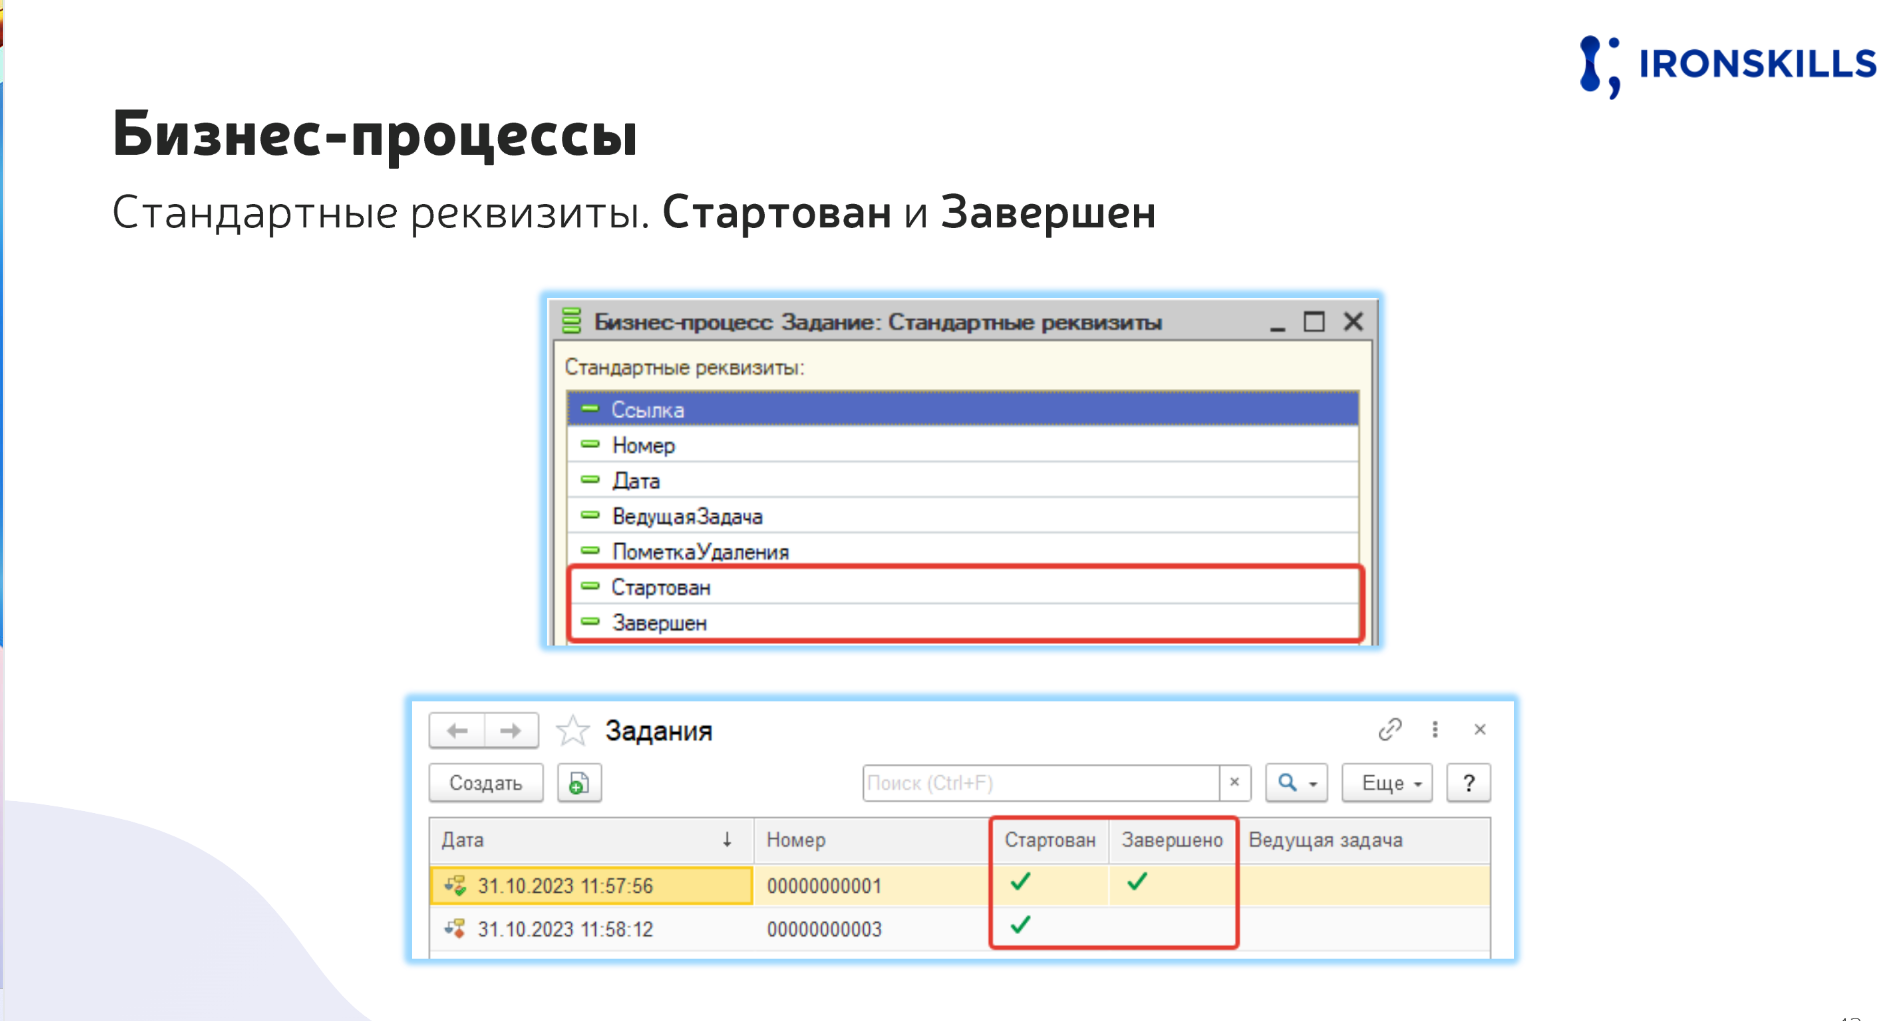 IRONSKILLS
Бизнес-процессы
Стандартные реквизиты. Стартован и Завершен
Бизнес-процесс Задание: Стандартные реквизиты
Стандартные реквизиты:
Ссылка
Номер
Дата
ВедущаяЗадача
ПометкаУдаления
Стартован
Завершен
Задания
Создать Поиск (Ctrl+F) Еще ?
Дата Номер Стартован Завершено Ведущая задача
31.10.2023 11:57:56 00000000001
31.10.2023 11:58:12 00000000003